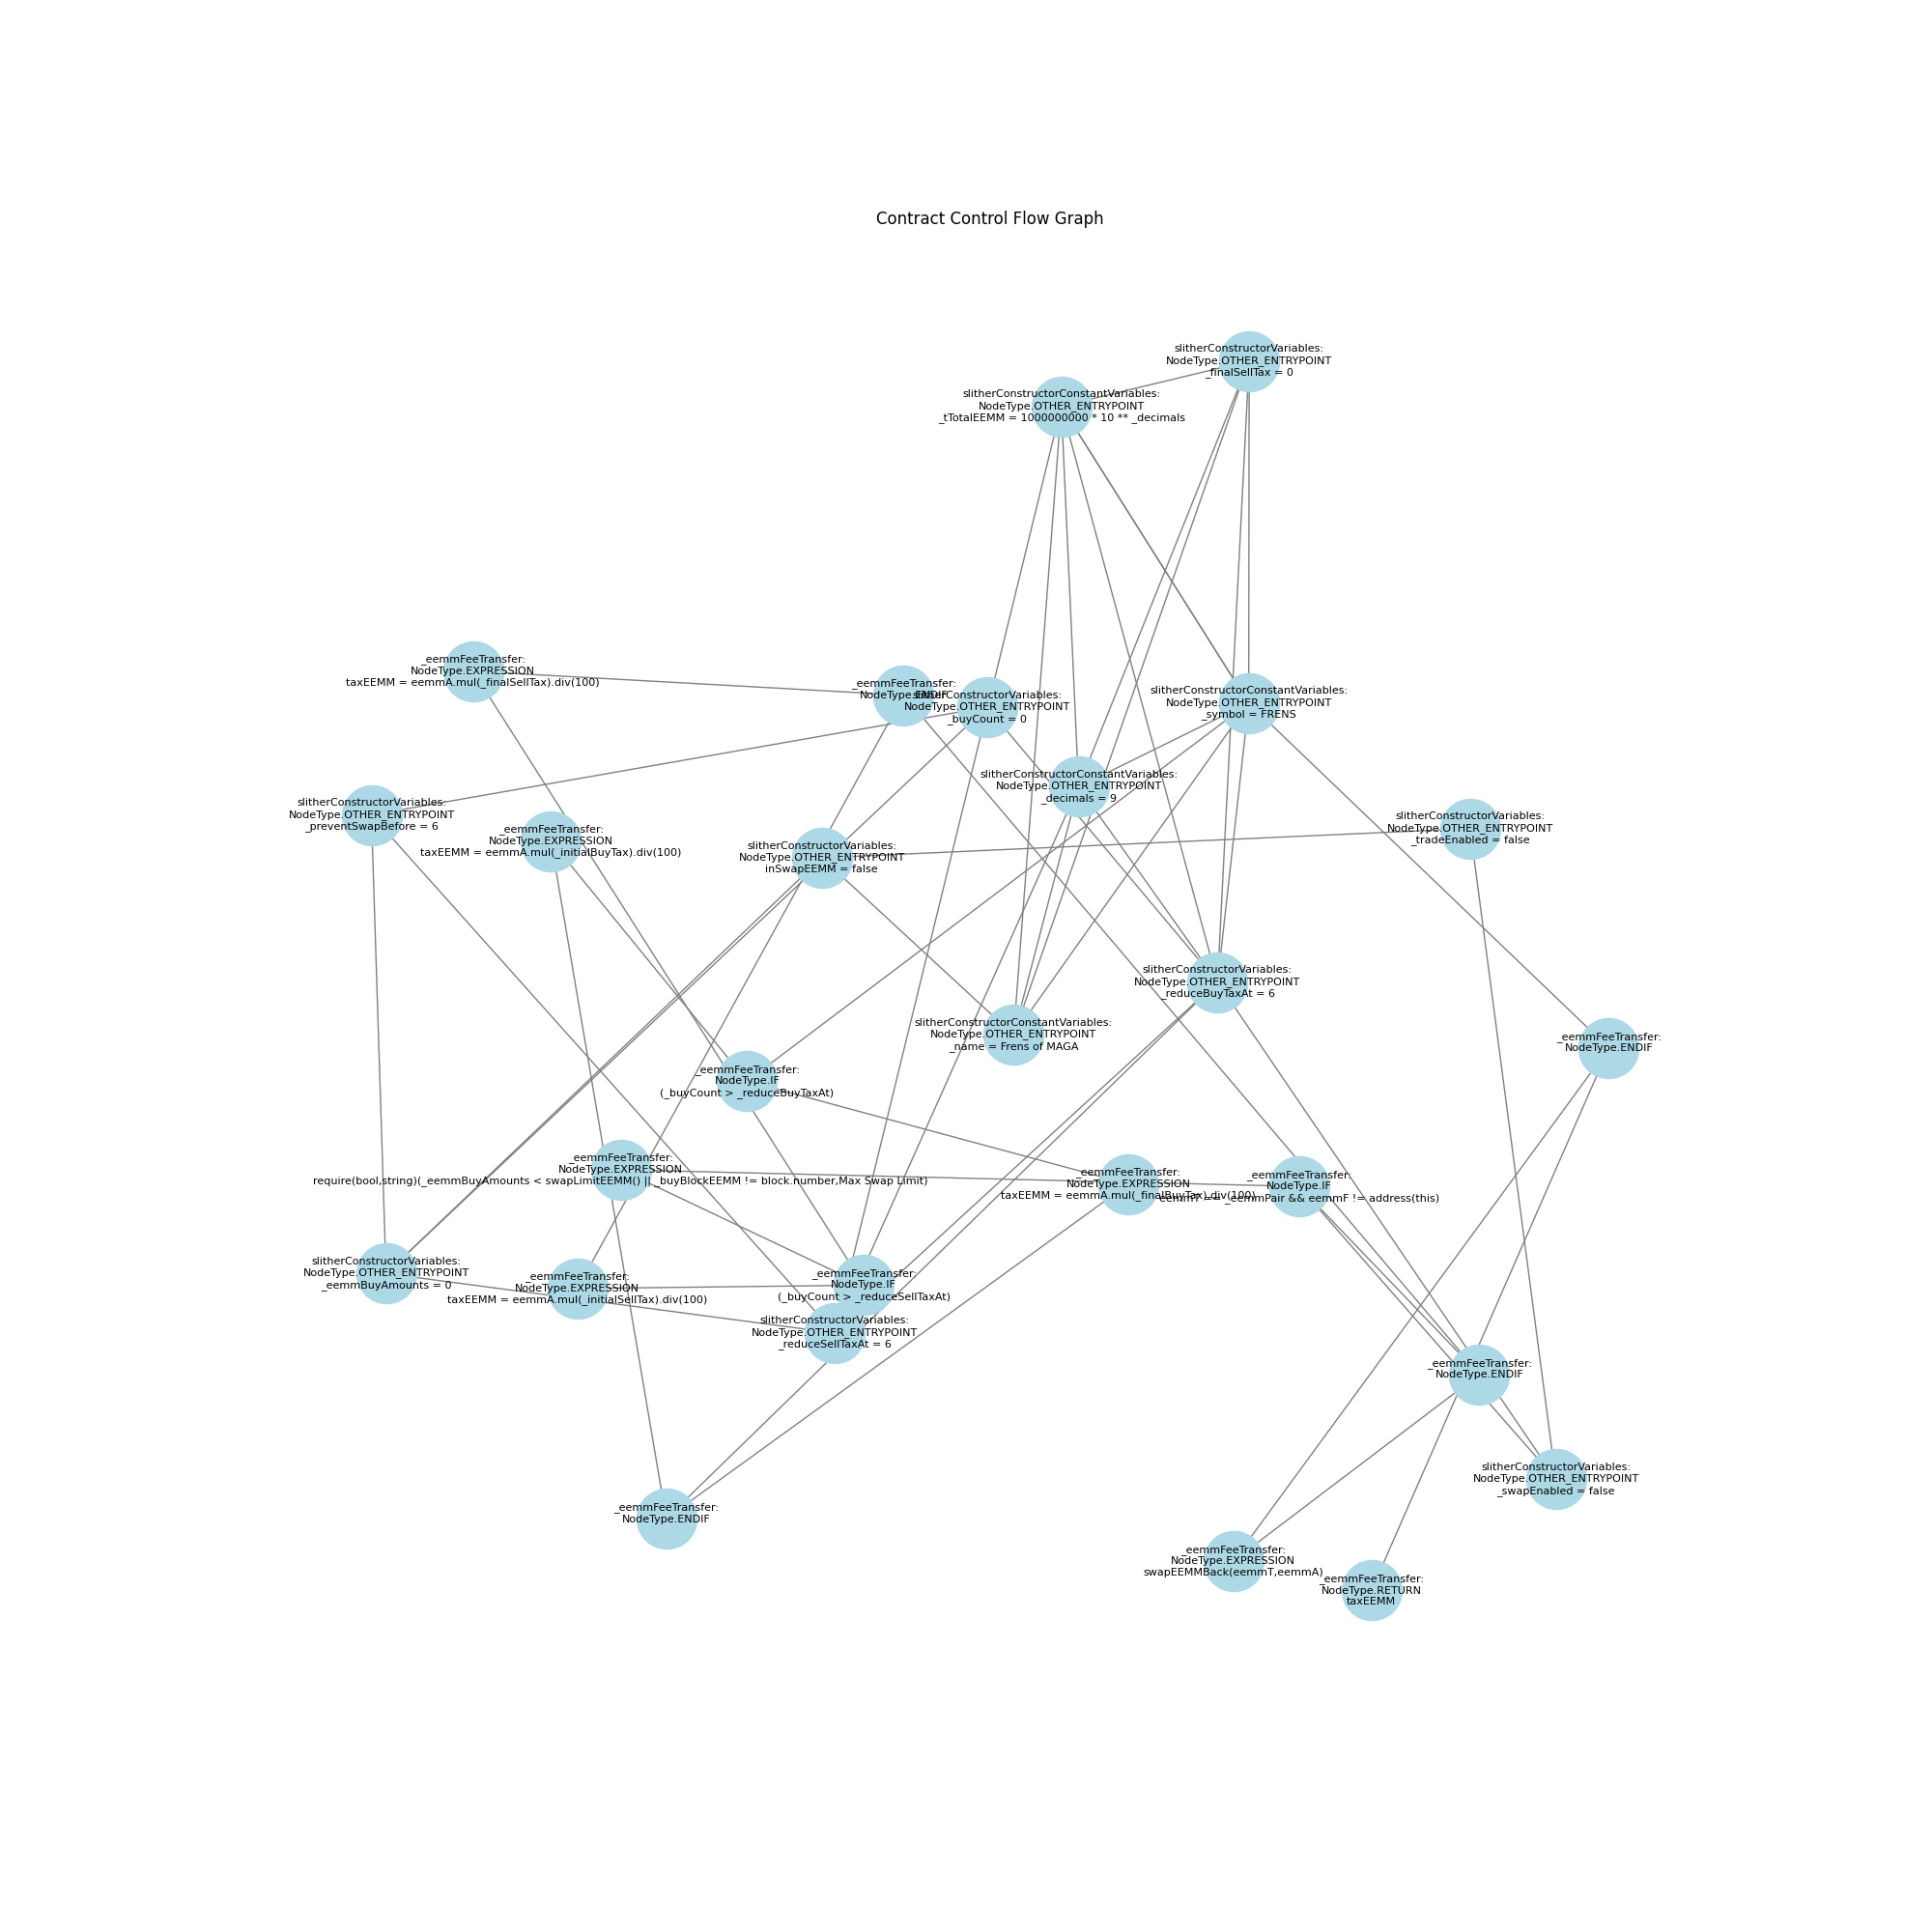 Contract Control Flow Graph
slitherConstructorVariables:
NodeType.OTHER_ENTRYPOINT
_finalSellTax = 0
slitherConstructorConstantVariables:
NodeType.OTHER_ENTRYPOINT
_tTotalEEMM = 1000000000 * 10 ** _decimals
_eemmFeeTransfer:
NodeType.EXPRESSION
taxEEMM = eemmA.mul(_finalSellTax).div(100)
_eemmFeeTransfer:
NodeType.ENDIF
slitherConstructorVariables:
NodeType.OTHER_ENTRYPOINT
_buyCount = 0
slitherConstructorConstantVariables:
NodeType.OTHER_ENTRYPOINT
_symbol = FRENS
slitherConstructorConstantVariables:
NodeType.OTHER_ENTRYPOINT
_decimals = 9
slitherConstructorVariables:
NodeType.OTHER_ENTRYPOINT
_preventSwapBefore = 6
_eemmFeeTransfer:
NodeType.EXPRESSION
taxEEMM = eemmA.mul(_initialBuyTax).div(100)
slitherConstructorVariables:
NodeType.OTHER_ENTRYPOINT
inSwapEEMM = false
slitherConstructorVariables:
NodeType.OTHER_ENTRYPOINT
_tradeEnabled = false
slitherConstructorVariables:
NodeType.OTHER_ENTRYPOINT
_reduceBuyTaxAt = 6
slitherConstructorConstantVariables:
NodeType.OTHER_ENTRYPOINT
_name = Frens of MAGA
_eemmFeeTransfer:
NodeType.ENDIF
_eemmFeeTransfer:
NodeType.IF
(_buyCount > _reduceBuyTaxAt)
_eemmFeeTransfer:
NodeType.EXPRESSION
require(bool,string)(_eemmBuyAmounts < swapLimitEEMM() || _buyBlockEEMM != block.number,Max Swap Limit)
_eemmFeeTransfer:
NodeType.EXPRESSION
taxEEMM = eemmA.mul(_finalBuyTax).div(100)
_eemmFeeTransfer:
NodeType.IF
eemmT == _eemmPair && eemmF != address(this)
slitherConstructorVariables:
NodeType.OTHER_ENTRYPOINT
_eemmBuyAmounts = 0
_eemmFeeTransfer:
NodeType.EXPRESSION
taxEEMM = eemmA.mul(_initialSellTax).div(100)
_eemmFeeTransfer:
NodeType.IF
(_buyCount > _reduceSellTaxAt)
slitherConstructorVariables:
NodeType.OTHER_ENTRYPOINT
_reduceSellTaxAt = 6
_eemmFeeTransfer:
NodeType.ENDIF
slitherConstructorVariables:
NodeType.OTHER_ENTRYPOINT
_swapEnabled = false
_eemmFeeTransfer:
NodeType.ENDIF
_eemmFeeTransfer:
NodeType.EXPRESSION
swapEEMMBack(eemmT,eemmA)
_eemmFeeTransfer:
NodeType.RETURN
taxEEMM